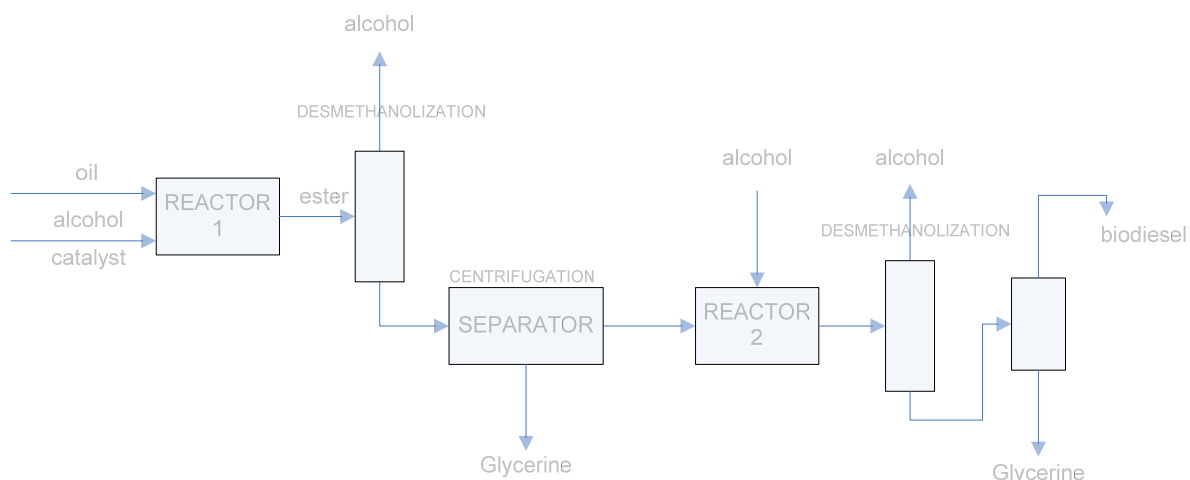 alcohol
DESMETHANOLIZATION
oil
REACTOR
1
ester
alcohol
catalyst
CENTRIFUGATION
SEPARATOR
Glycerine
alcohol
REACTOR
2
alcohol
DESMETHANOLIZATION
biodiesel
Glycerine